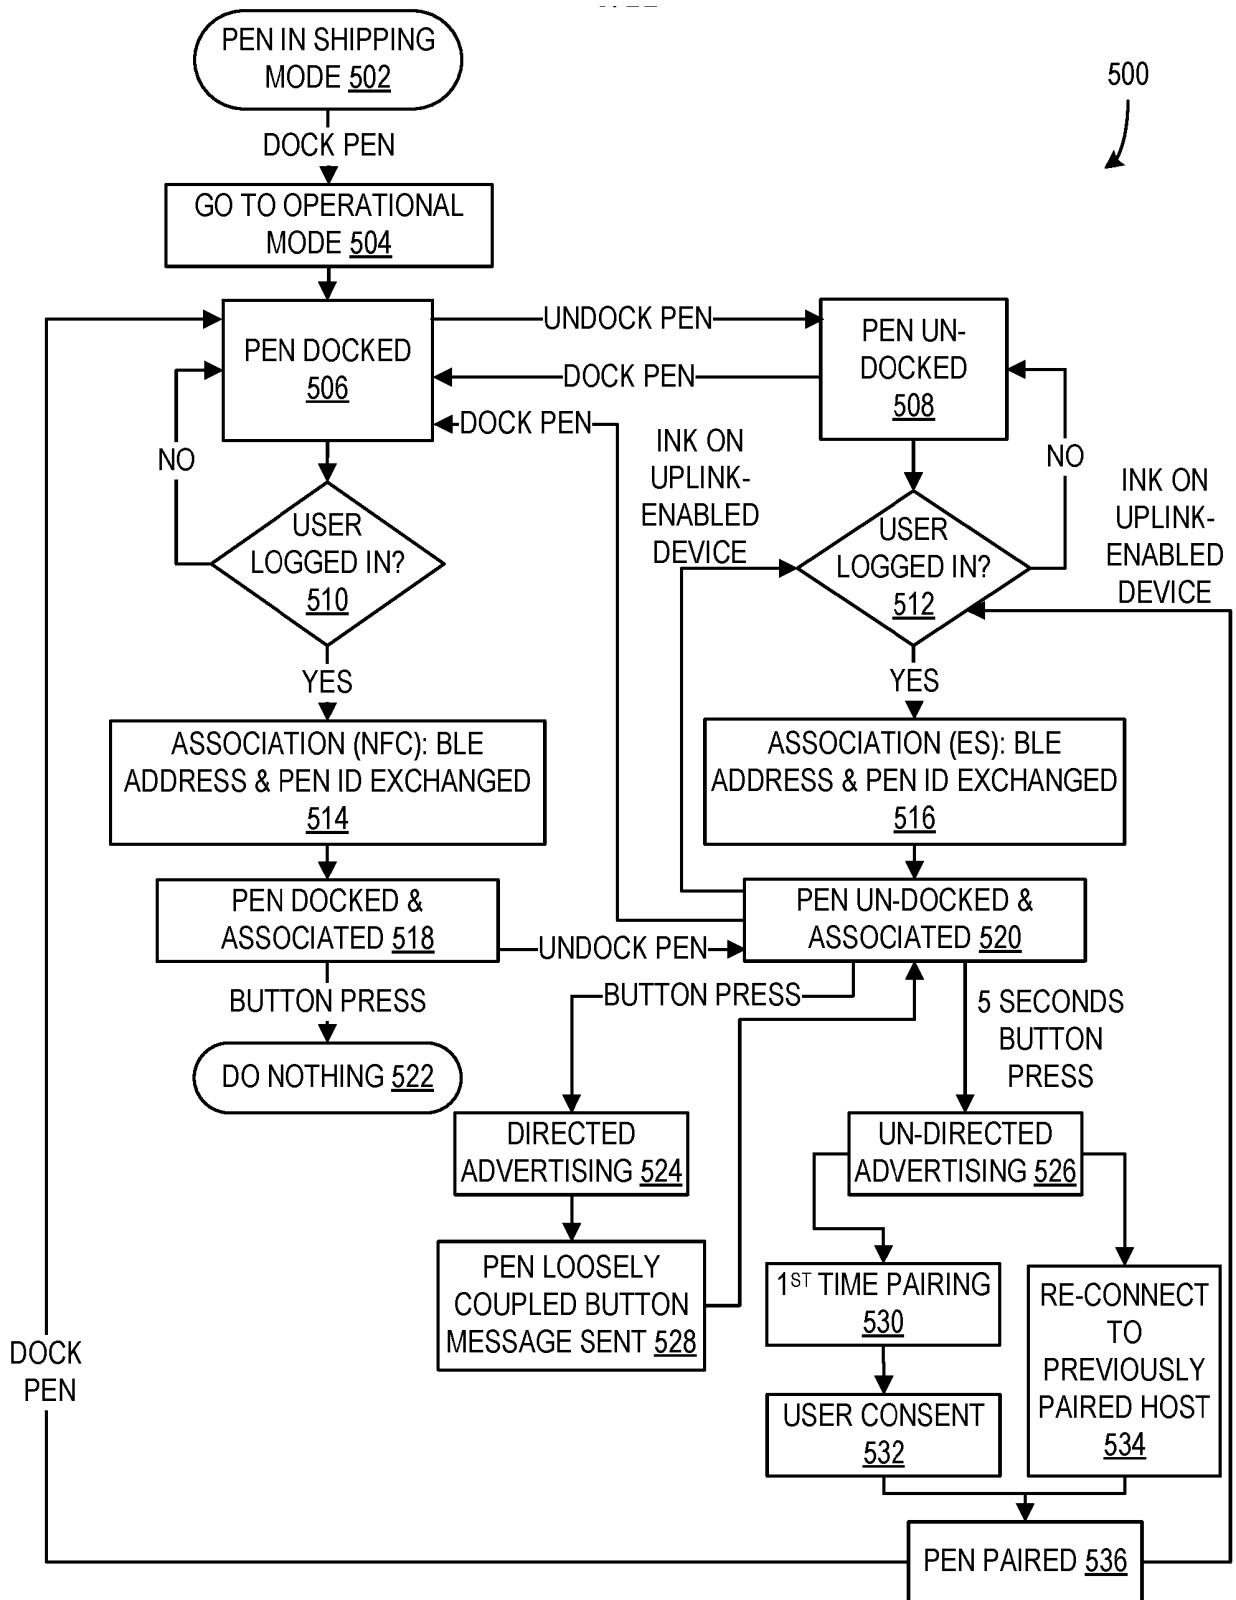 PEN IN SHIPPING
MODE 502
500
DOCK PEN
GO TO OPERATIONAL
MODE 504
UNDOCK PEN
PEN DOCKED
506
PEN UN-
DOCKED
508
DOCK PEN
DOCK PEN
NO
INK ON
UPLINK-
ENABLED
DEVICE
NO
INK ON
UPLINK-
ENABLED
DEVICE
USER
LOGGED IN?
510
USER
LOGGED IN?
512
YES
YES
ASSOCIATION (NFC): BLE
ADDRESS & PEN ID EXCHANGED
514
ASSOCIATION (ES): BLE
ADDRESS & PEN ID EXCHANGED
516
PEN DOCKED &
ASSOCIATED 518
UNDOCK PEN
PEN UN-DOCKED &
ASSOCIATED 520
BUTTON PRESS
BUTTON PRESS
5 SECONDS
BUTTON
PRESS
DO NOTHING 522
DIRECTED
ADVERTISING 524
UN-DIRECTED
ADVERTISING 526
PEN LOOSELY
COUPLED BUTTON
MESSAGE SENT 528
1ST TIME PAIRING
530
RE-CONNECT
TO
PREVIOUSLY
PAIRED HOST
534
DOCK
PEN
USER CONSENT
532
PEN PAIRED 536